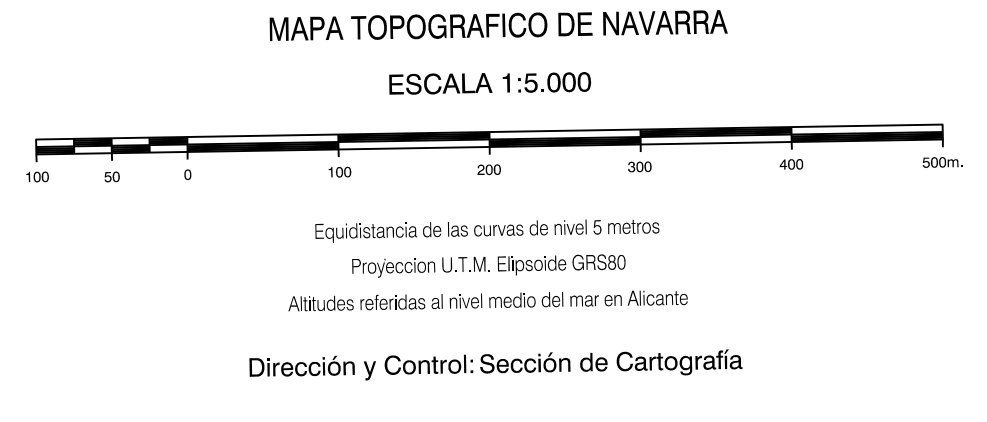 MAPA TOPOGRAFICO DE NAVARRA
ESCALA 1:5.000
100 50 0 100 200 300 400 500m.
Equidistancia de las curvas de nivel 5 metros
Proyeccion U.T.M. Elipsoide GRS80
Altitudes referidas al nivel medio del mar en Alicante
Dirección y Control: Sección de Cartografía